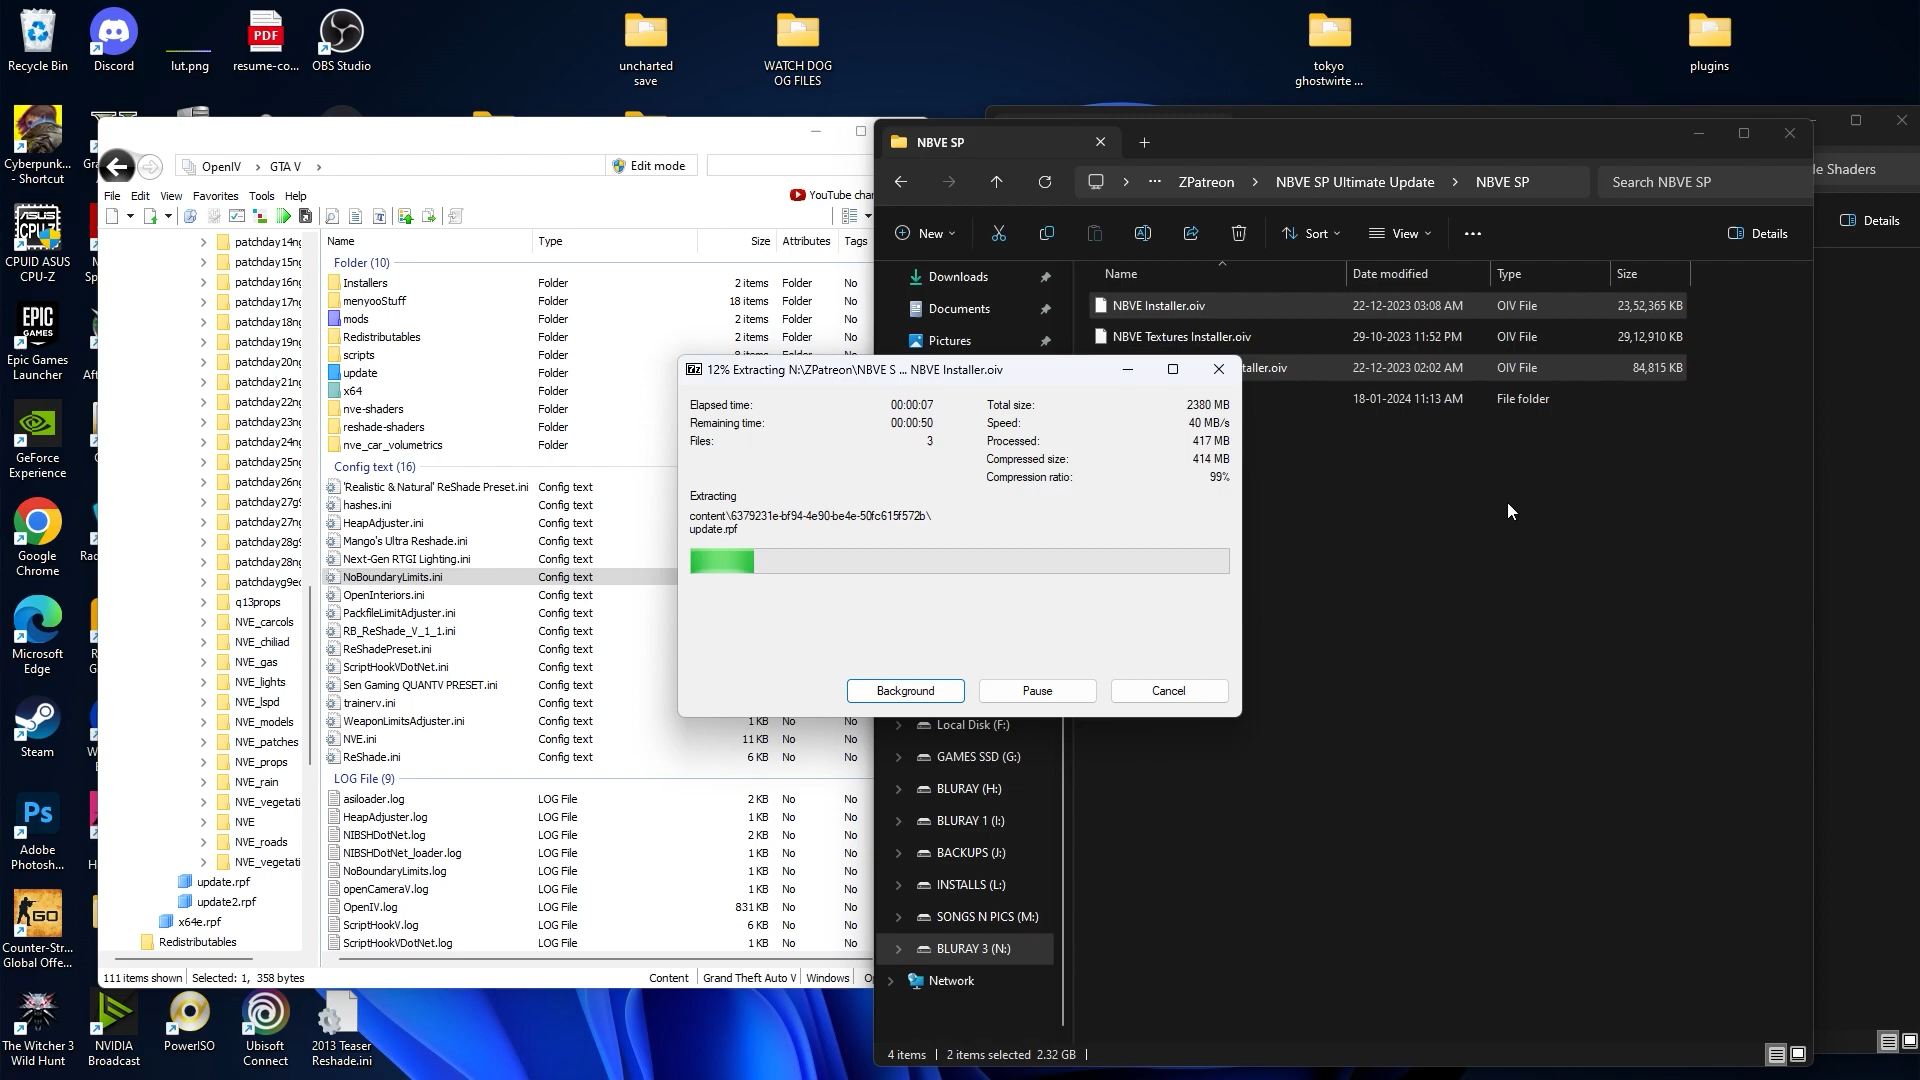 Recycle Bin
Discord
lut.png
PDF
resume-co...
OBS Studio
uncharted
save
WATCH DOG
OG FILES
tokyo
ghostwirte ...
plugins
Cyberpunk...
- Shortcut
CPUID ASUS
CPU-Z
Epic Games
Launcher
GeForce
Experience
Google
Chrome
Microsoft
Edge
Steam
Adobe
Photosh...
Counter-Str...
Global Offe...
The Witcher 3
Wild Hunt
NVIDIA
Broadcast
PowerISO
Ubisoft
Connect
2013 Teaser
Reshade.ini
OpenIV > GTA V >
Edit mode
File Edit View Favorites Tools Help
YouTube chan
patchday14ng
patchday15ng
patchday16ng
patchday17ng
patchday18ng
patchday19ng
patchday20ng
patchday21ng
patchday22ng
patchday23ng
patchday24ng
patchday25ng
patchday26ng
patchday27g9
patchday27ng
patchday28g9
patchday28ng
patchdayg9ec
q13props
NVE_carcols
NVE_chiliad
NVE_gas
NVE_lights
NVE_lspd
NVE_models
NVE_patches
NVE_props
NVE_rain
NVE_vegetati
NVE
NVE_roads
NVE_vegetati
update.rpf
update2.rpf
x64e.rpf
Redistributables
Name Type Size Attributes Tags
Folder (10)
Installers Folder 2 items Folder No
menyooStuff Folder 18 items Folder No
mods Folder 2 items Folder No
Redistributables Folder 2 items Folder No
scripts Folder 8 items Folder No
update Folder
x64 Folder
nve-shaders Folder
reshade-shaders Folder
nve_car_volumetrics Folder
Config text (16)
'Realistic & Natural' ReShade Preset.ini Config text
hashes.ini Config text
HeapAdjuster.ini Config text
Mango's Ultra Reshade.ini Config text
Next-Gen RTGI Lighting.ini Config text
NoBoundaryLimits.ini Config text
OpenInteriors.ini Config text
PackfileLimitAdjuster.ini Config text
RB_ReShade_V_1_1.ini Config text
ReShadePreset.ini Config text
ScriptHookVDotNet.ini Config text
Sen Gaming QUANTV PRESET.ini Config text
trainerv.ini Config text
WeaponLimitsAdjuster.ini Config text 1 KB No No
NVE.ini Config text 11 KB No No
ReShade.ini Config text 6 KB No No
LOG File (9)
asiloader.log LOG File 2 KB No No
HeapAdjuster.log LOG File 1 KB No No
NIBSHDotNet.log LOG File 2 KB No No
NIBSHDotNet_loader.log LOG File 1 KB No No
NoBoundaryLimits.log LOG File 1 KB No No
openCameraV.log LOG File 1 KB No No
OpenIV.log LOG File 831 KB No No
ScriptHookV.log LOG File 6 KB No No
ScriptHookVDotNet.log LOG File 1 KB No No
111 items shown Selected: 1, 358 bytes Content Grand Theft Auto V Windows
NBVE SP
ZPatreon > NBVE SP Ultimate Update > NBVE SP
Search NBVE SP
New Sort View Details
Downloads
Documents
Pictures
Local Disk (F:)
GAMES SSD (G:)
BLURAY (H:)
BLURAY 1 (I:)
BACKUPS (J:)
INSTALLS (L:)
SONGS N PICS (M:)
BLURAY 3 (N:)
Network
Name Date modified Type Size
NBVE Installer.oiv 22-12-2023 03:08 AM OIV File 23,52,365 KB
NBVE Textures Installer.oiv 29-10-2023 11:52 PM OIV File 29,12,910 KB
taller.oiv 22-12-2023 02:02 AM OIV File 84,815 KB
18-01-2024 11:13 AM File folder
4 items 2 items selected 2.32 GB
le Shaders
Details
12% Extracting N:\ZPatreon\NBVE S ... NBVE Installer.oiv
Elapsed time: 00:00:07 Total size: 2380 MB
Remaining time: 00:00:50 Speed: 40 MB/s
Files: 3 Processed: 417 MB
Compressed size: 414 MB
Compression ratio: 99%
Extracting
content\6379231e-bf94-4e90-be4e-50fc615f572b\
update.rpf
Background Pause Cancel